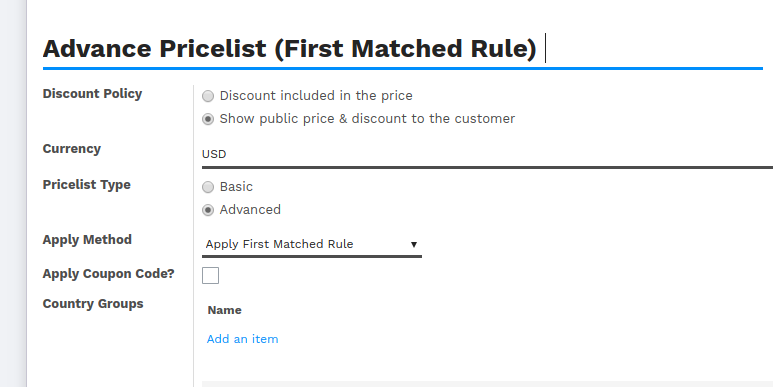 Advance Pricelist (First Matched Rule)
Discount Policy
Discount included in the price
Show public price & discount to the customer
Currency
USD
Pricelist Type
Basic
Advanced
Apply Method
Apply First Matched Rule
Apply Coupon Code?
Country Groups
Name
Add an item